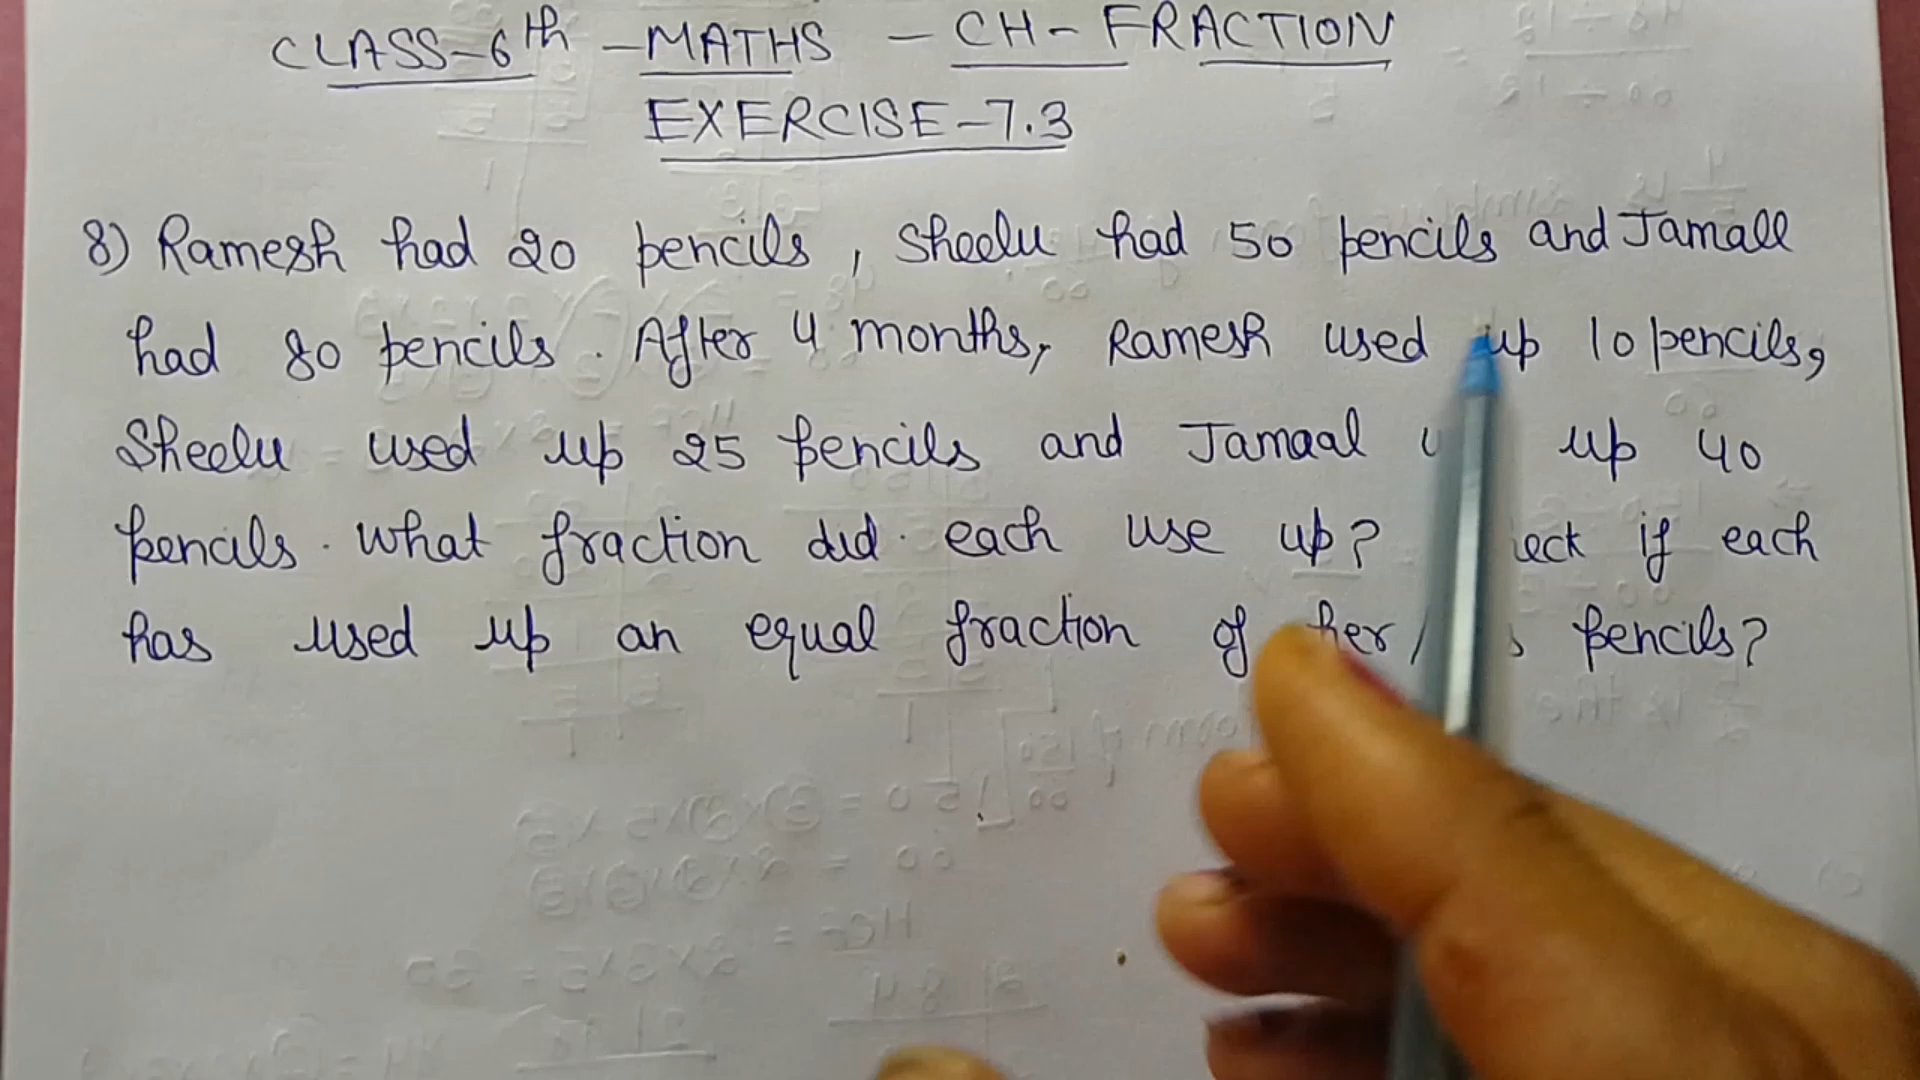 CLASS-6th - MATHS - CH - FRACTION
EXERCISE-7.3
8) Ramesh had 20 pencils, Sheelu had 50 pencils and Jamall
had 80 pencils. After 4 months, Ramesh used up 10 pencils,
Sheelu used up 25 pencils and Jamaal up 40
pencils. What fraction did each use up? if each
has used up an equal fraction of her/ pencils?